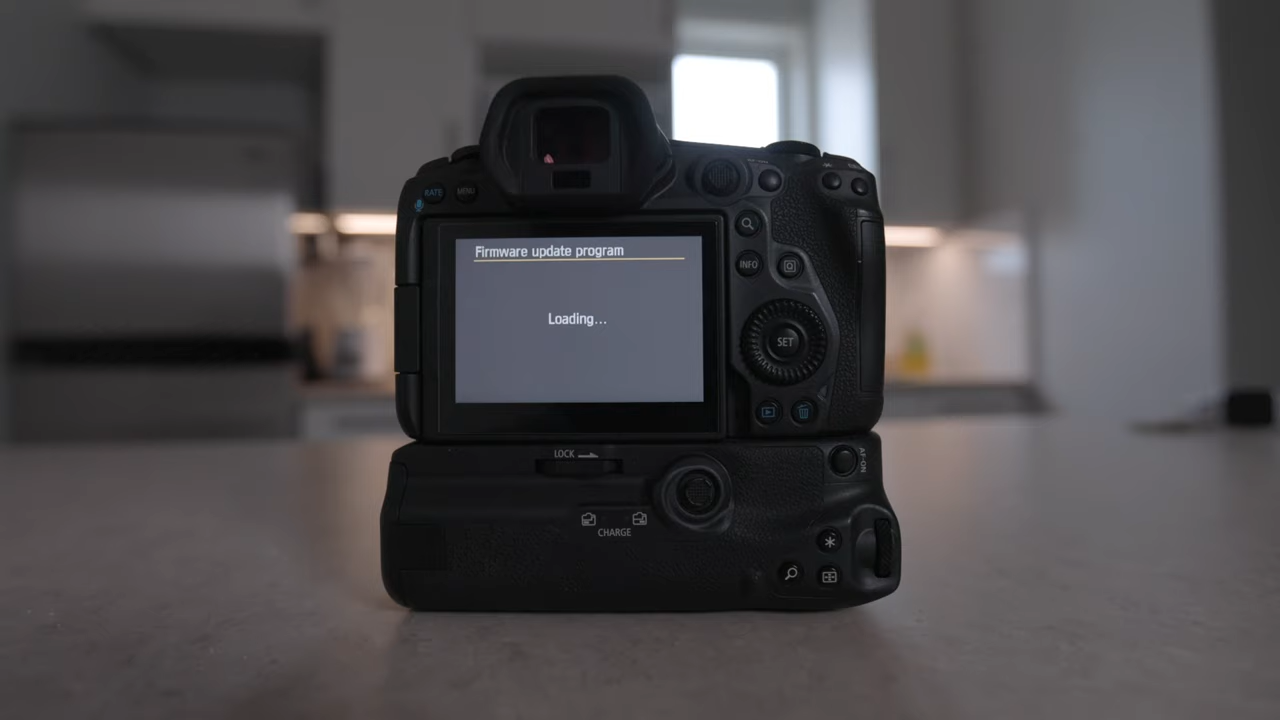 RATE
MENU
Firmware update program
Loading...
INFO
Q
SET
LOCK
AF-ON
CHARGE